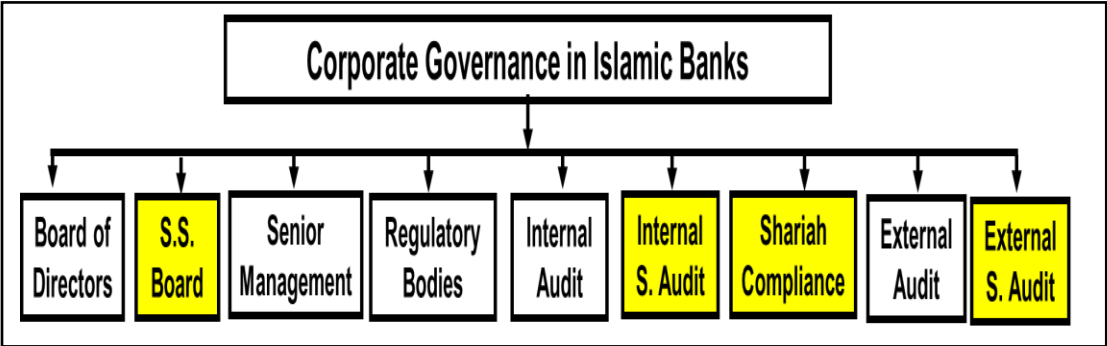 Corporate Governance in Islamic Banks
Board of
Directors
S.S.
Board
Senior
Management
Regulatory
Bodies
Internal
Audit
Internal
S. Audit
Shariah
Compliance
External
Audit
External
S. Audit